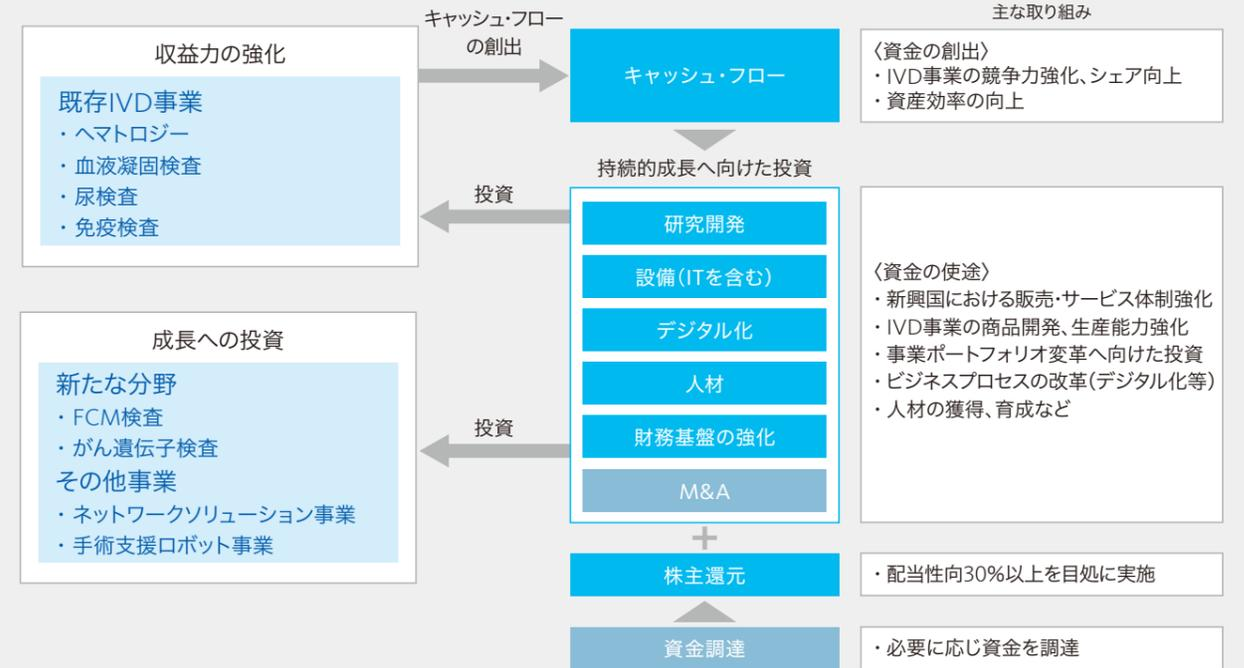 収益力の強化
既存IVD事業
・ヘマトロジー
・血液凝固検査
・尿検査
・免疫検査
成長への投資
新たな分野
・FCM検査
・がん遺伝子検査
その他事業
・ネットワークソリューション事業
・手術支援ロボット事業
キャッシュ・フロー
の創出
投資
投資
キャッシュ・フロー
持続的成長へ向けた投資
研究開発
設備（ITを含む）
デジタル化
人材
財務基盤の強化
M&A
+
株主還元
資金調達
主な取り組み
〈資金の創出〉
・IVD事業の競争力強化、シェア向上
・資産効率の向上
〈資金の使途〉
・新興国における販売・サービス体制強化
・IVD事業の商品開発、生産能力強化
・事業ポートフォリオ変革へ向けた投資
・ビジネスプロセスの改革（デジタル化等）
・人材の獲得、育成など
・配当性向30%以上を目処に実施
・必要に応じ資金を調達